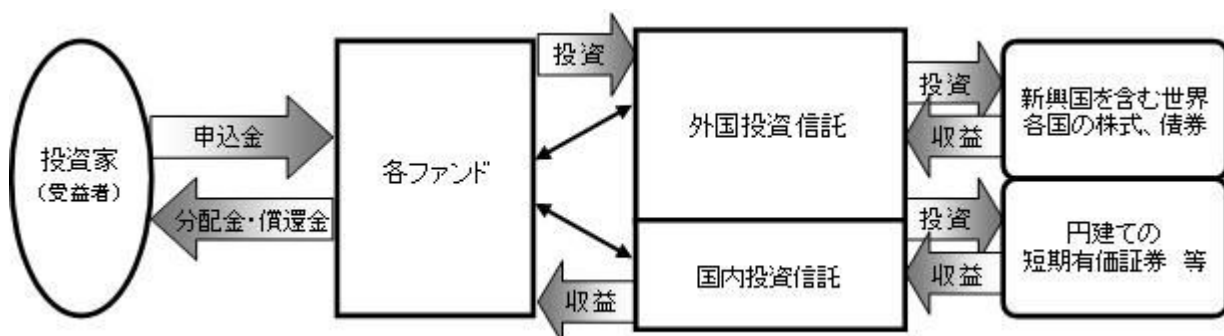 投資家
（受益者）
申込金
分配金・償還金
各ファンド
投資
収益
外国投資信託
国内投資信託
投資
収益
投資
収益
新興国を含む世界
各国の株式、債券
円建ての
短期有価証券 等